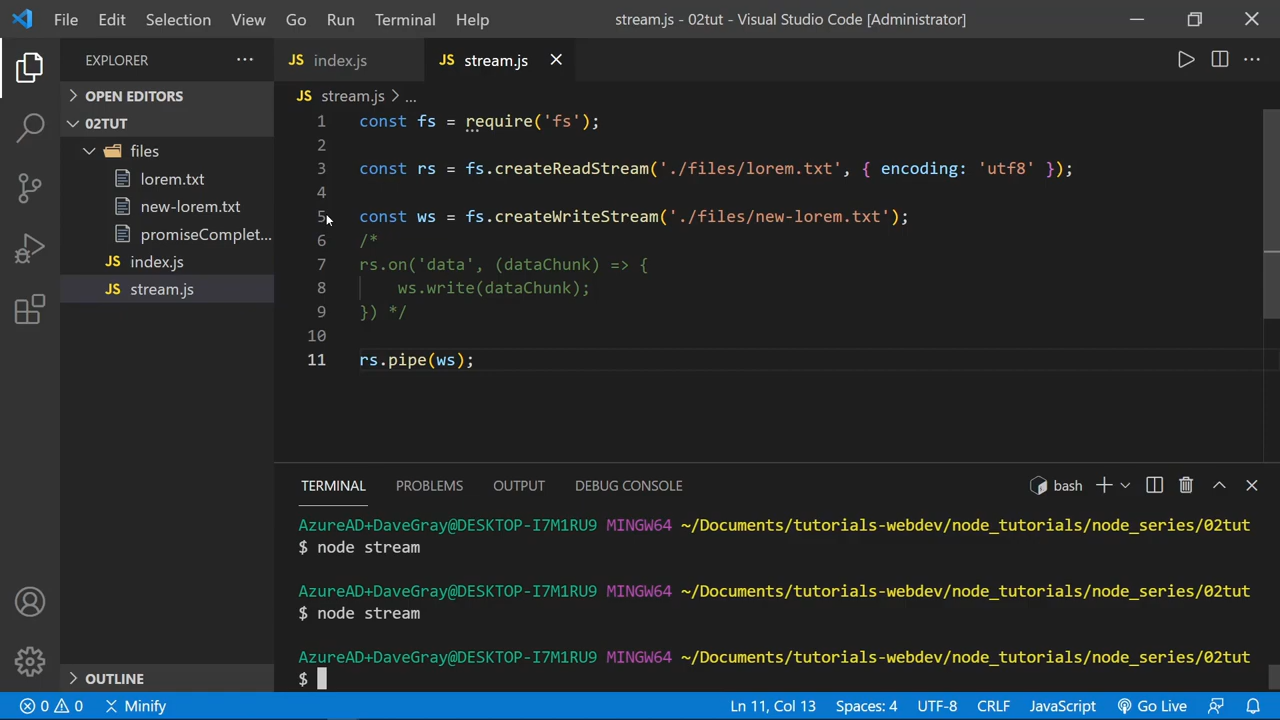 File Edit Selection View Go Run Terminal Help stream.js - 02tut - Visual Studio Code [Administrator]
EXPLORER
JS index.js JS stream.js
OPEN EDITORS
JS stream.js > ...
02TUT
files
lorem.txt
new-lorem.txt
promiseComplet...
JS index.js
JS stream.js
1 const fs = require('fs');
2
3 const rs = fs.createReadStream('./files/lorem.txt', { encoding: 'utf8' });
4
5 const ws = fs.createWriteStream('./files/new-lorem.txt');
6 /*
7 rs.on('data', (dataChunk) => {
8 ws.write(dataChunk);
9 }) */
10
11 rs.pipe(ws);
TERMINAL PROBLEMS OUTPUT DEBUG CONSOLE bash
AzureAD+DaveGray@DESKTOP-I7M1RU9 MINGW64 ~/Documents/tutorials-webdev/node_tutorials/node_series/02tut
$ node stream
AzureAD+DaveGray@DESKTOP-I7M1RU9 MINGW64 ~/Documents/tutorials-webdev/node_tutorials/node_series/02tut
$ node stream
AzureAD+DaveGray@DESKTOP-I7M1RU9 MINGW64 ~/Documents/tutorials-webdev/node_tutorials/node_series/02tut
$
OUTLINE
0 0 Minify Ln 11, Col 13 Spaces: 4 UTF-8 CRLF JavaScript Go Live